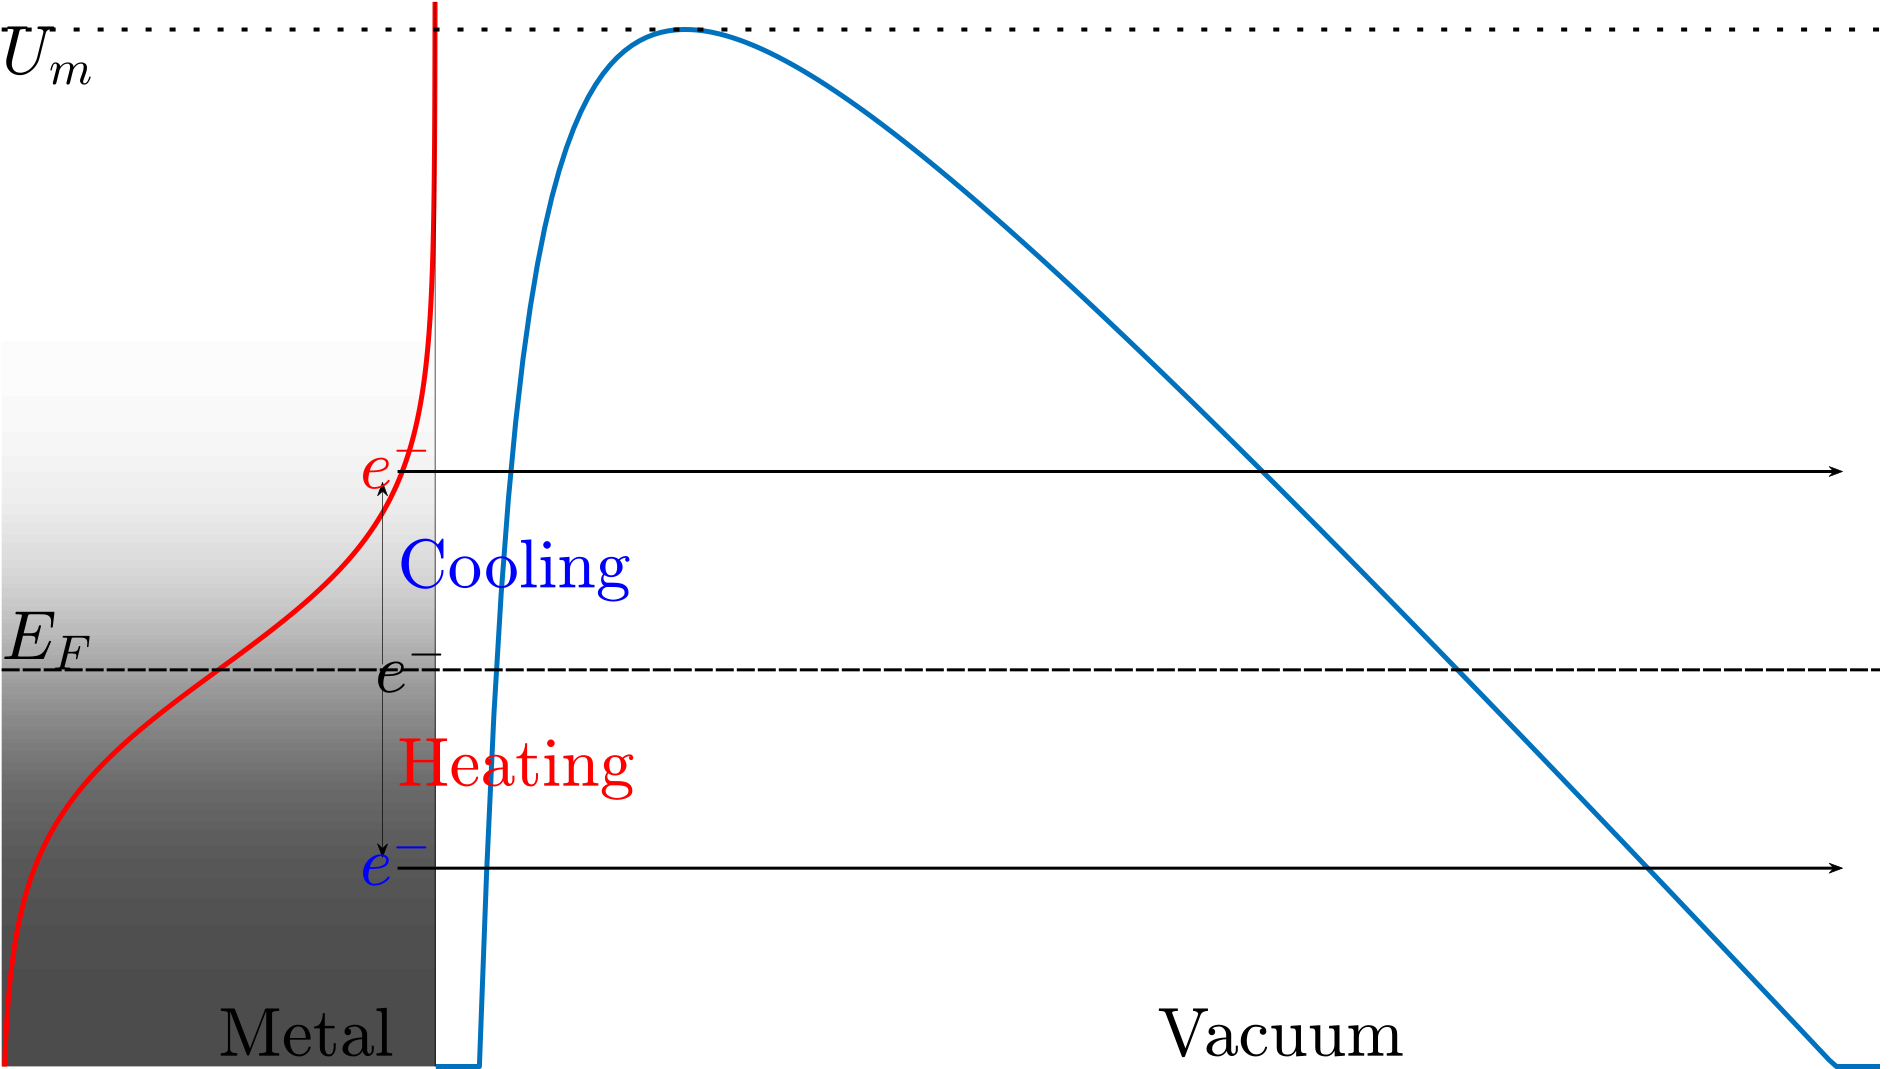 U_m
e⁻
Cooling
E_F
e⁻
Heating
e⁻
Metal
Vacuum